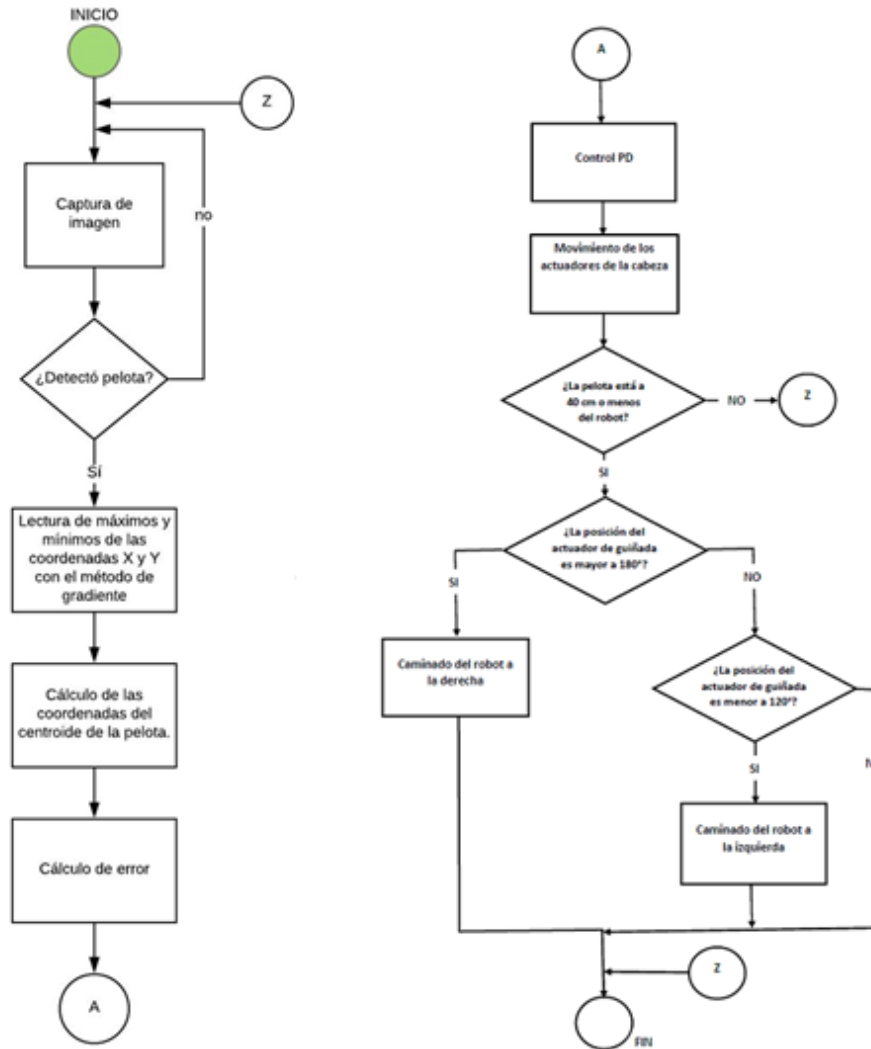 INICIO
Z
Captura de
imagen
no
¿Detectó pelota?
Sí
Lectura de máximos y
mínimos de las
coordenadas X y Y
con el método de
gradiente
Cálculo de las
coordenadas del
centroide de la pelota.
Cálculo de error
A
A
Control PD
Movimiento de los
actuadores de la cabeza
¿La pelota está a
40 cm o menos
del robot?
NO
Z
SI
¿La posición del
actuador de guiñada
es mayor a 180°?
SI
NO
Caminado del robot a
la derecha
¿La posición del
actuador de guiñada
es menor a 120°?
SI
Caminado del robot a
la izquierda
Z
FIN